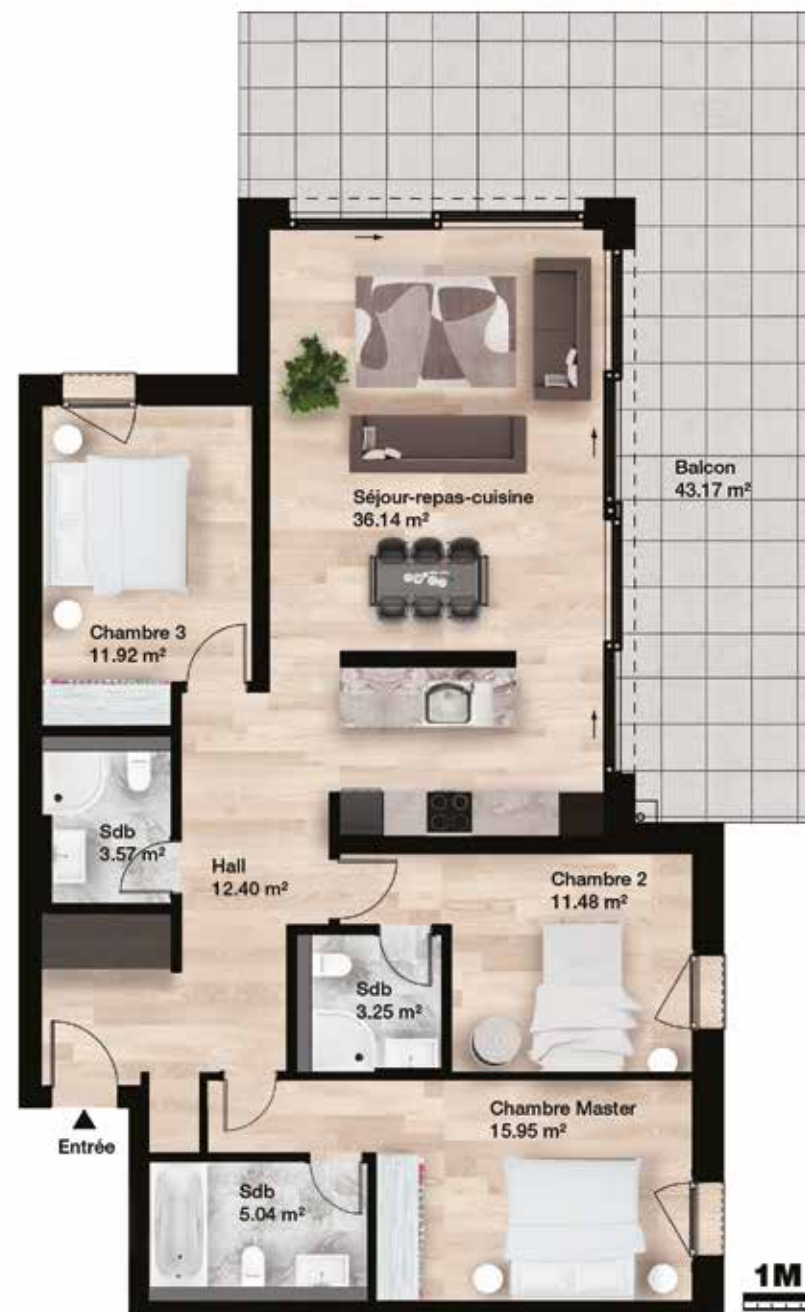 Balcon
43.17 m²
Séjour-repas-cuisine
36.14 m²
Chambre 3
11.92 m²
Sdb
3.57 m²
Hall
12.40 m²
Chambre 2
11.48 m²
Sdb
3.25 m²
Chambre Master
15.95 m²
Entrée
Sdb
5.04 m²
1M